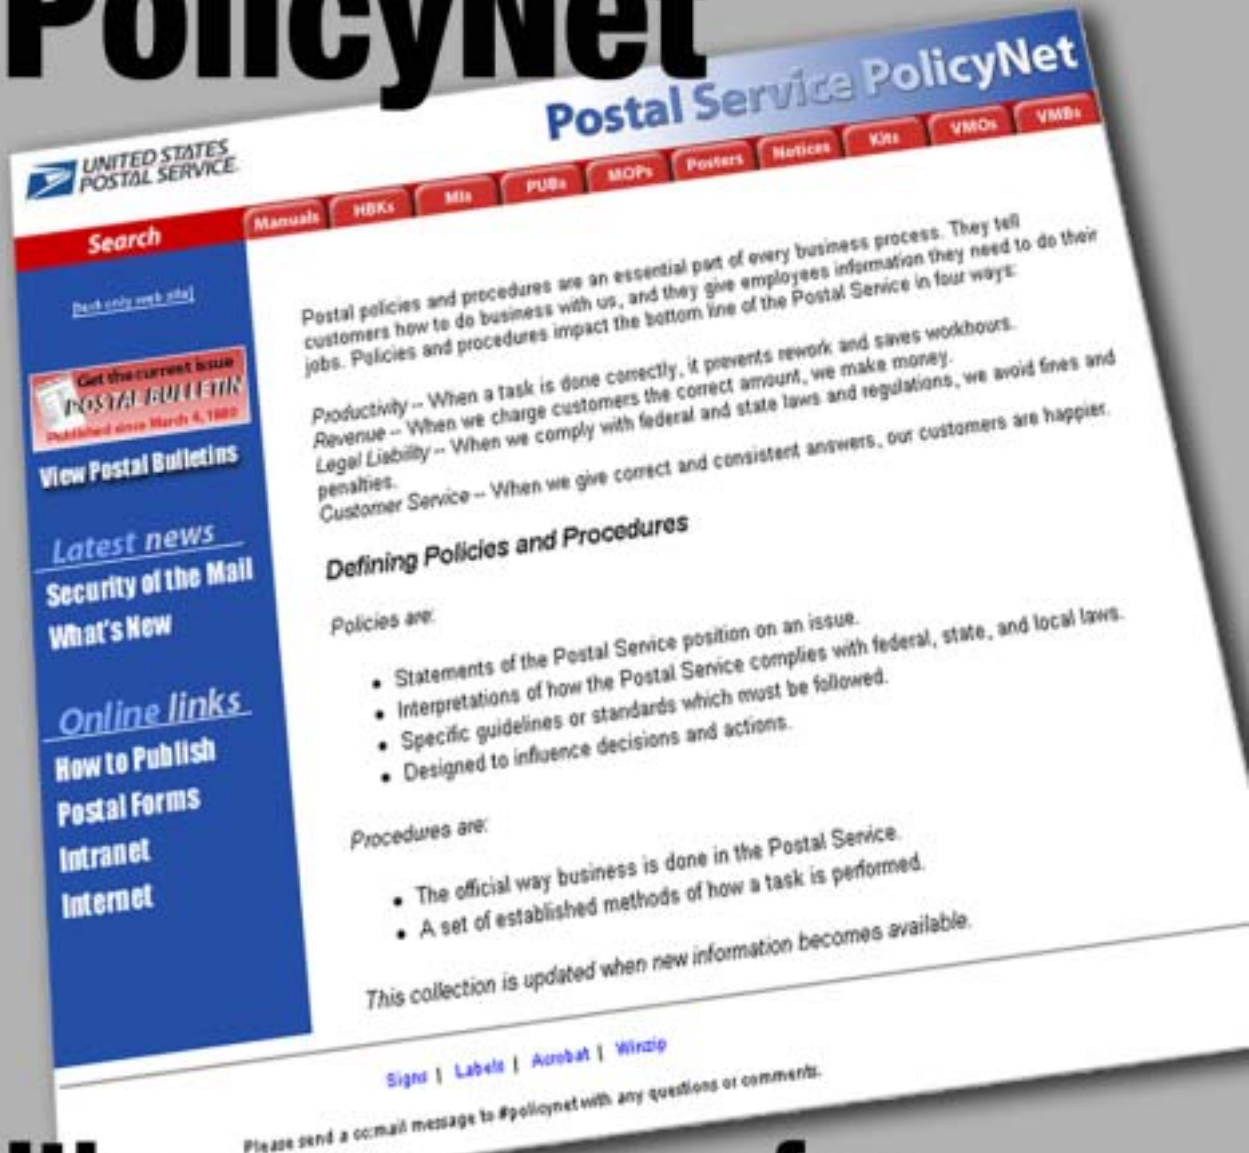 PolicyNet
UNITED STATES
POSTAL SERVICE
Postal Service PolicyNet
Manuals HBKs MIs PUBs MOPs Posters Notices Kits VMOs VMBs
Search
[text only web site]
Get the current issue
POSTAL BULLETIN
Published since March 4, 1880
View Postal Bulletins
Latest news
Security of the Mail
What's New
Online links
How to Publish
Postal Forms
Intranet
Internet
Postal policies and procedures are an essential part of every business process. They tell
customers how to do business with us, and they give employees information they need to do their
jobs. Policies and procedures impact the bottom line of the Postal Service in four ways:
Productivity -- When a task is done correctly, it prevents rework and saves workhours.
Revenue -- When we charge customers the correct amount, we make money.
Legal Liability -- When we comply with federal and state laws and regulations, we avoid fines and
penalties.
Customer Service -- When we give correct and consistent answers, our customers are happier.
Defining Policies and Procedures
Policies are:
• Statements of the Postal Service position on an issue.
• Interpretations of how the Postal Service complies with federal, state, and local laws.
• Specific guidelines or standards which must be followed.
• Designed to influence decisions and actions.
Procedures are:
• The official way business is done in the Postal Service.
• A set of established methods of how a task is performed.
This collection is updated when new information becomes available.
Signs | Labels | Acrobat | Winzip
Please send a cc:mail message to #policynet with any questions or comments.